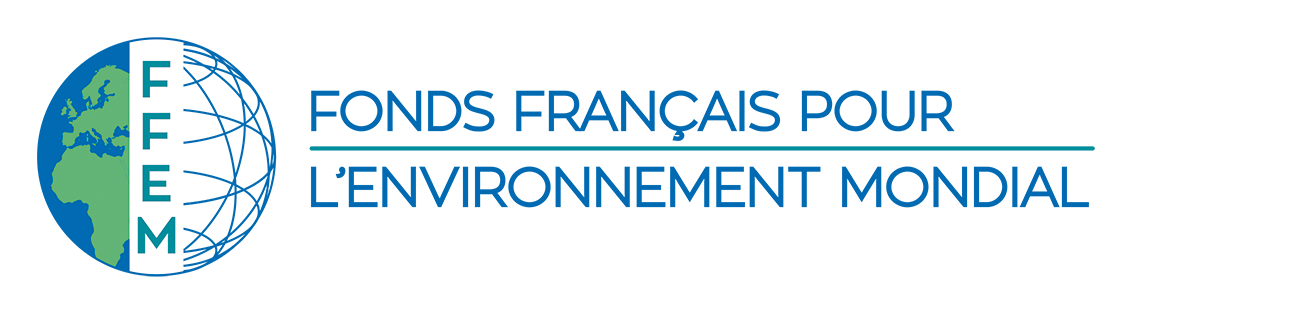 FFEM
FONDS FRANÇAIS POUR
L'ENVIRONNEMENT MONDIAL